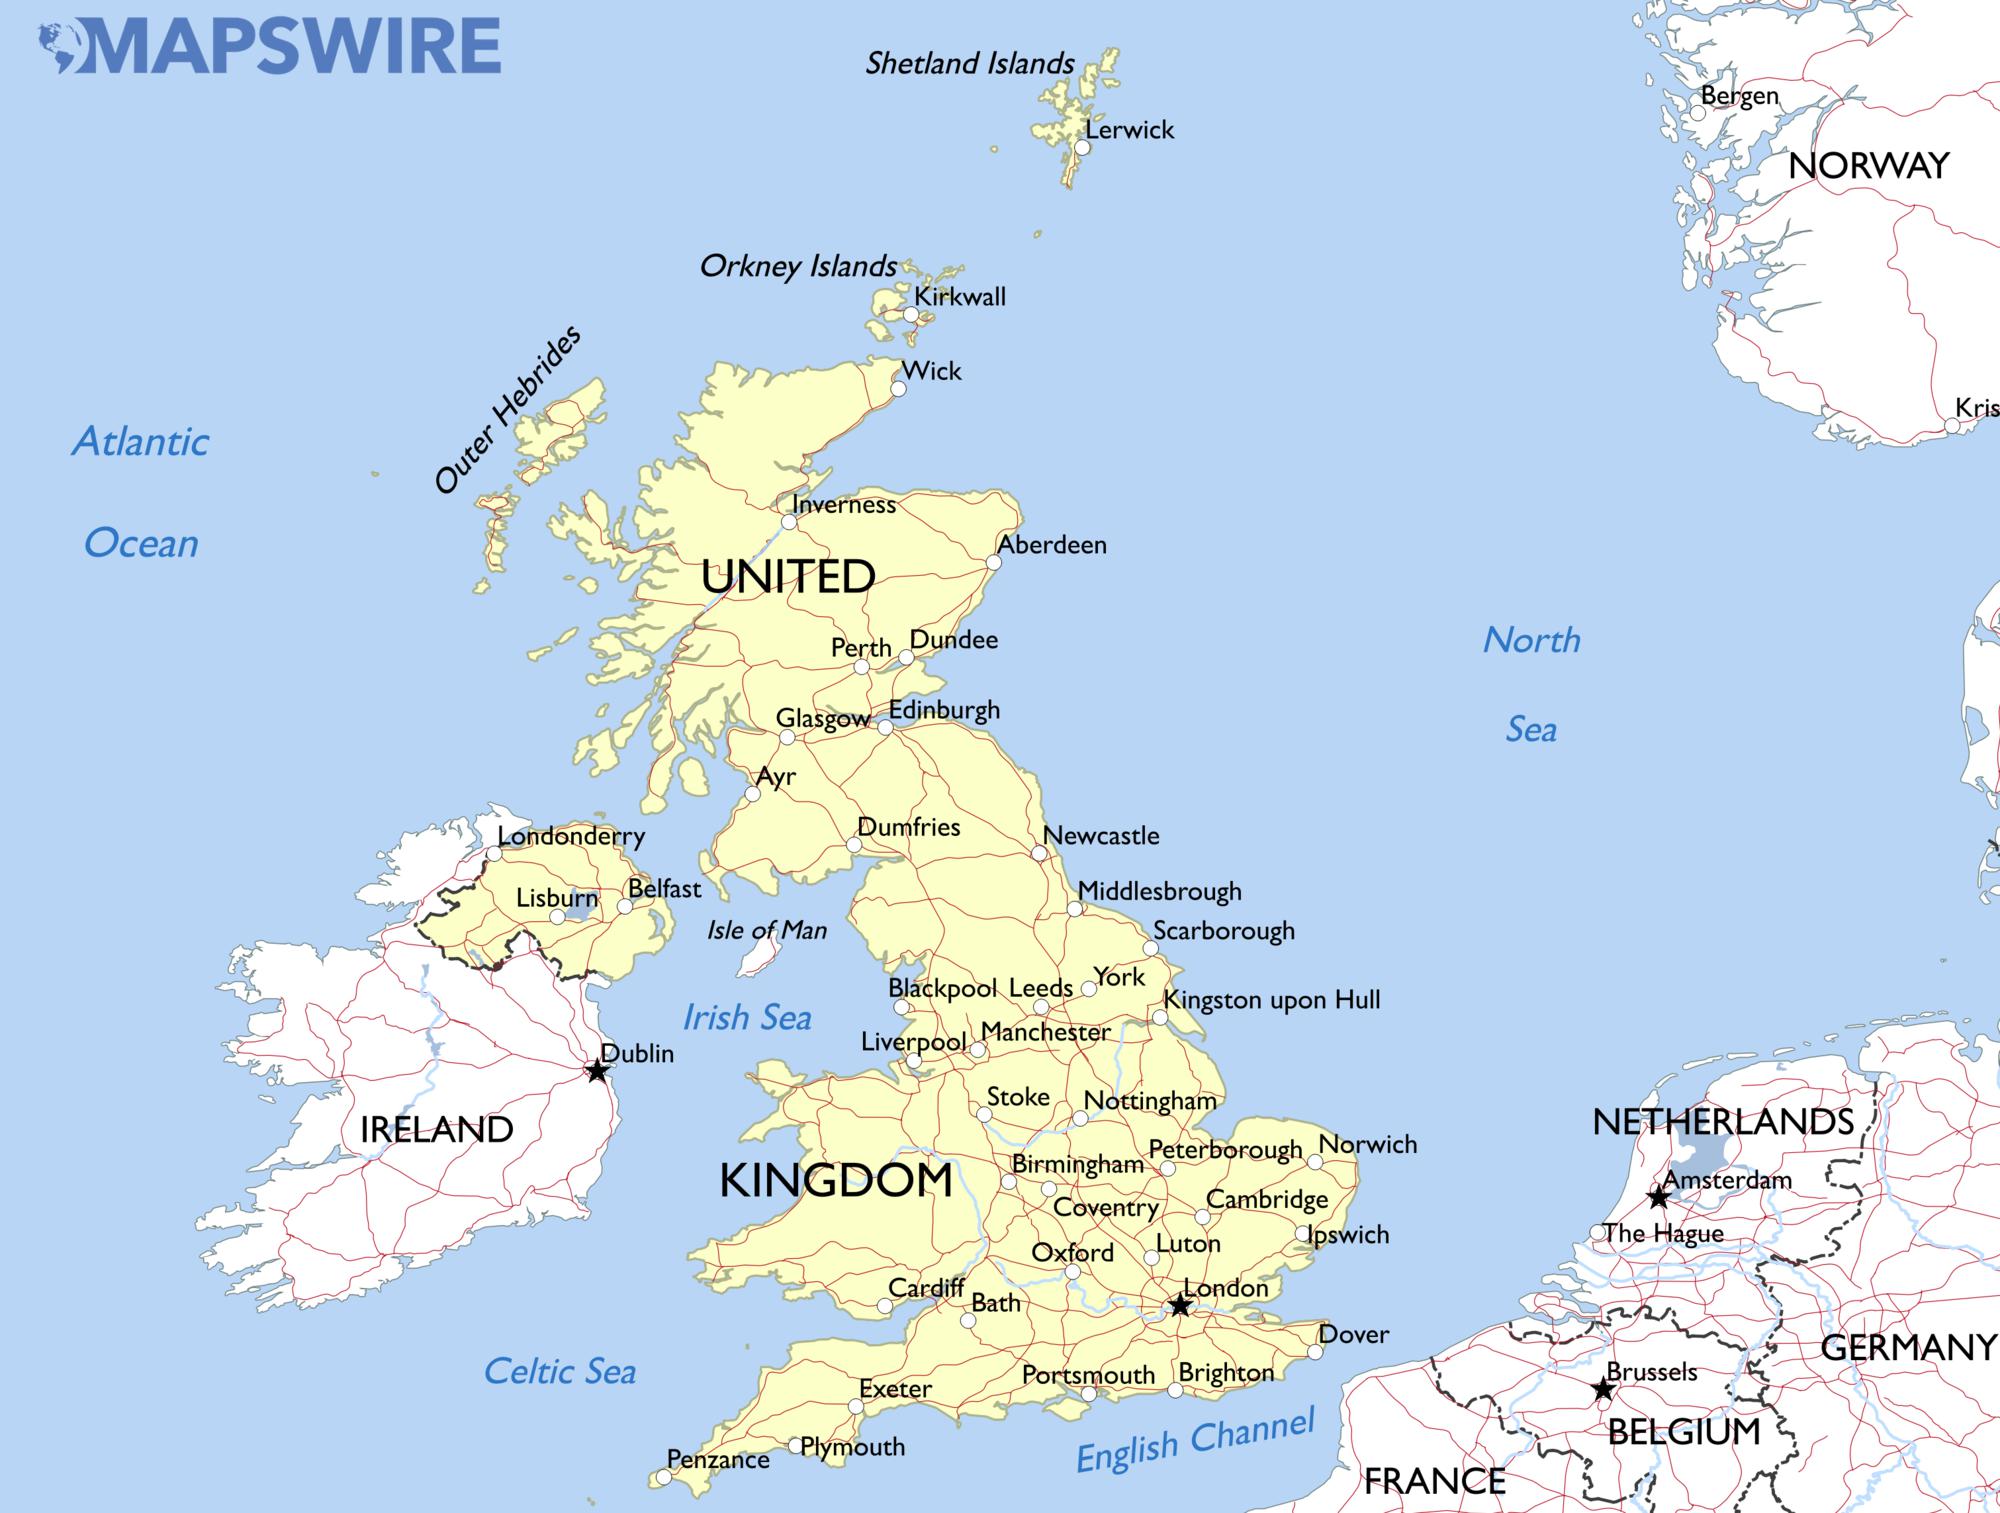 MAPSWIRE
Shetland Islands
Lerwick
Bergen
NORWAY
Orkney Islands
Kirkwall
Wick
Outer Hebrides
Kris
Atlantic
Ocean
Inverness
Aberdeen
UNITED
Perth
Dundee
North
Sea
Glasgow
Edinburgh
Ayr
Dumfries
Londonderry
Newcastle
Lisburn
Belfast
Middlesbrough
Isle of Man
Scarborough
Blackpool
Leeds
York
Kingston upon Hull
Irish Sea
Liverpool
Manchester
Dublin
Stoke
Nottingham
IRELAND
NETHERLANDS
Peterborough
Norwich
Birmingham
KINGDOM
Amsterdam
Coventry
Cambridge
Ipswich
The Hague
Oxford
Luton
Cardiff
London
Bath
Dover
GERMANY
Celtic Sea
Portsmouth
Brighton
Brussels
Exeter
English Channel
BELGIUM
Plymouth
Penzance
FRANCE